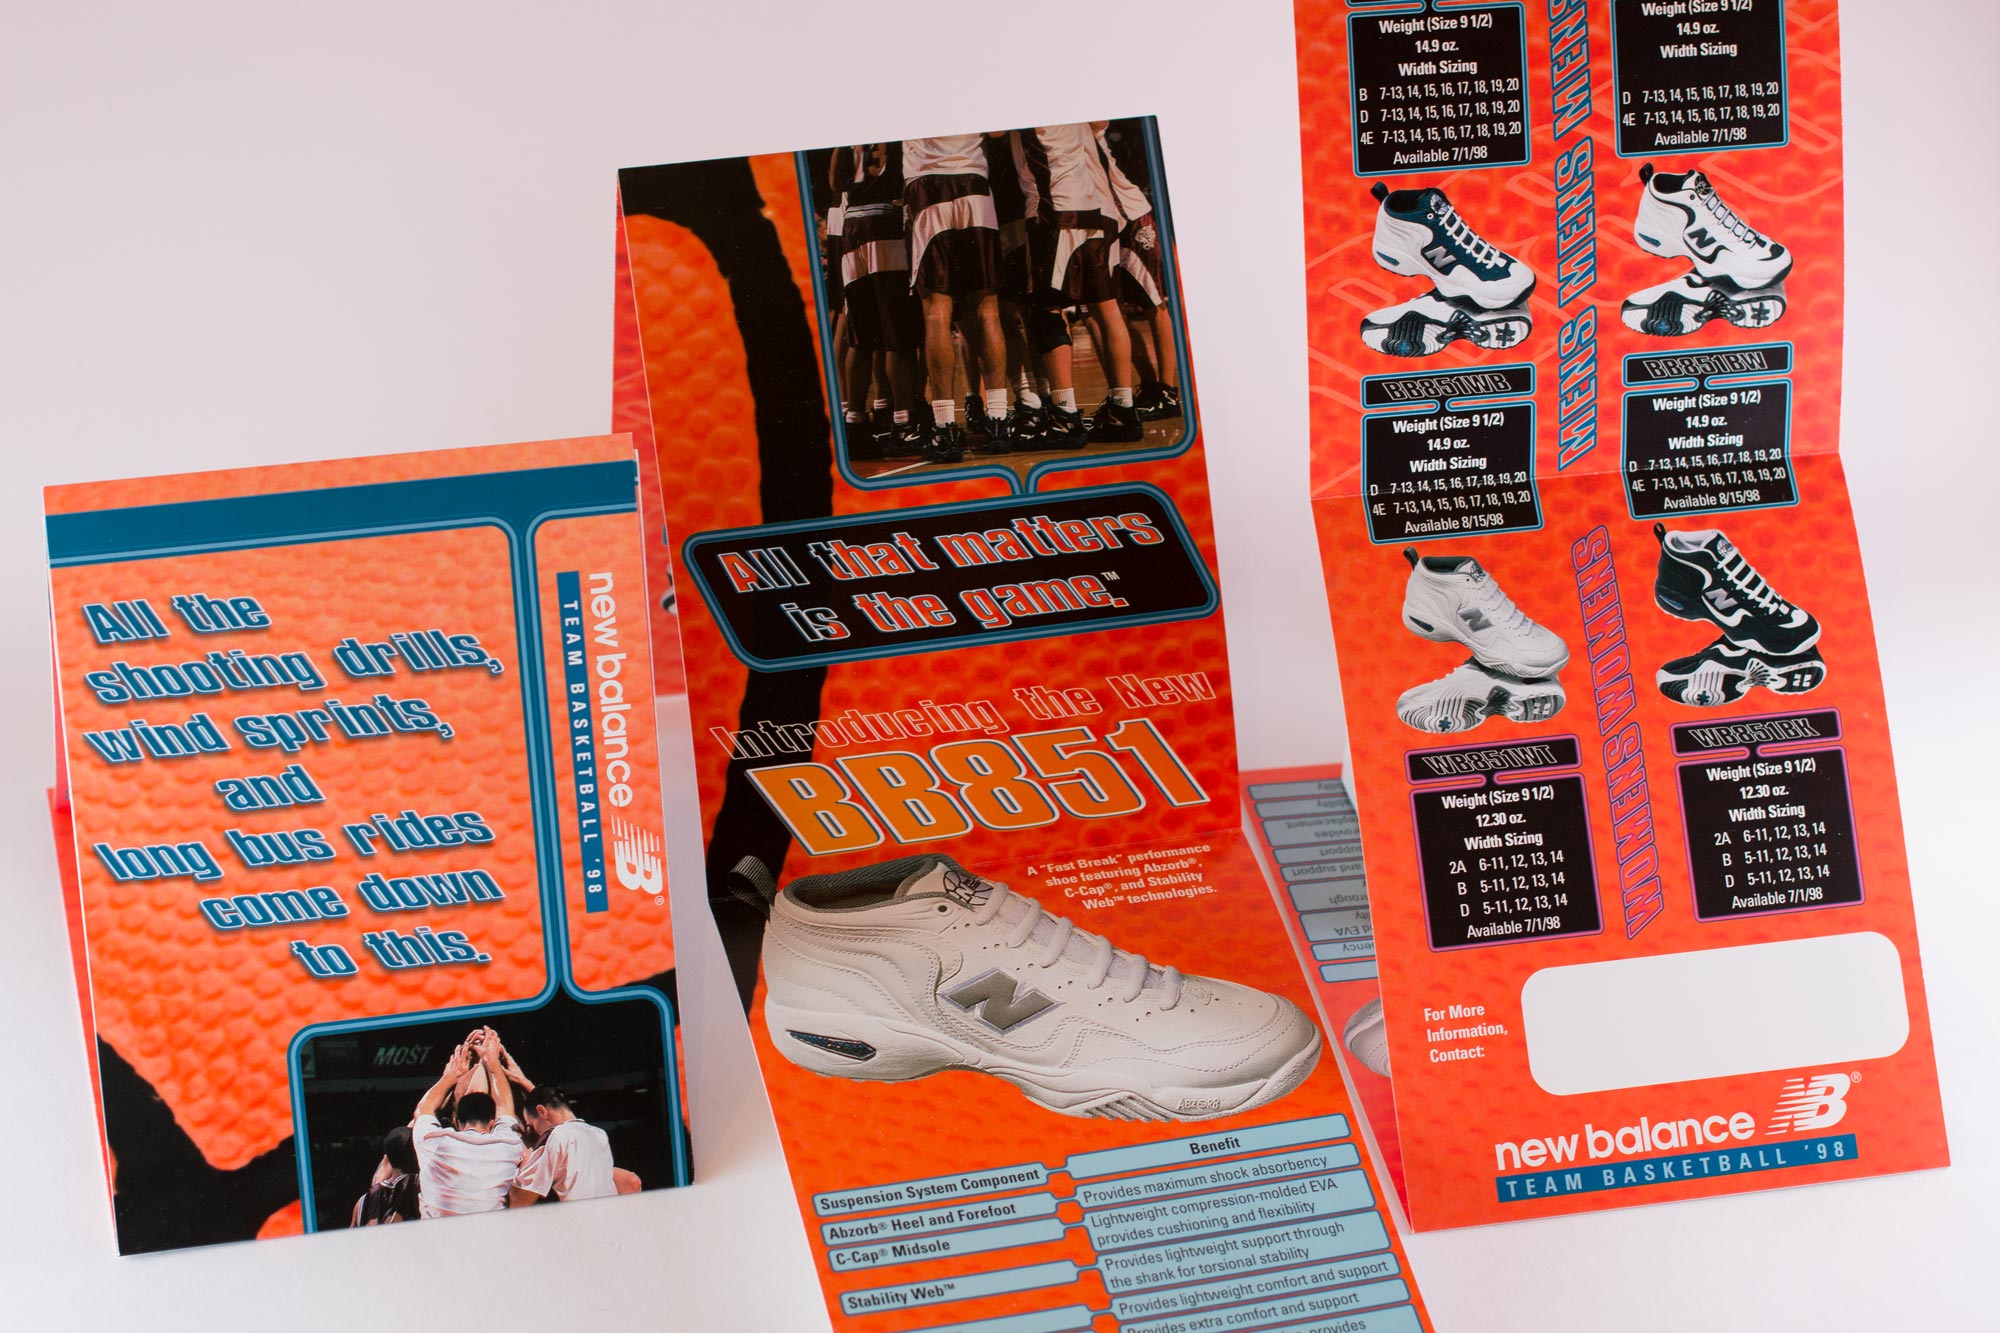 All the
shooting drills,
wind sprints,
and
long bus rides
come down
to this.
new balance
TEAM BASKETBALL '98
MOST
All that matters
is the game.™
Introducing the New
BB851
A "Fast Break" performance
shoe featuring Abzorb®,
C-Cap®, and Stability
Web™ technologies.
N
ABZORB
Suspension System Component
Benefit
Abzorb® Heel and Forefoot
Provides maximum shock absorbency
C-Cap® Midsole
Lightweight compression-molded EVA
provides cushioning and flexibility
Stability Web™
Provides lightweight support through
the shank for torsional stability
Provides lightweight comfort and support
Provides extra comfort and support
provides
Weight (Size 9 1/2)
14.9 oz.
Width Sizing
B 7-13, 14, 15, 16, 17, 18, 19, 20
D 7-13, 14, 15, 16, 17, 18, 19, 20
4E 7-13, 14, 15, 16, 17, 18, 19, 20
Available 7/1/98
Weight (Size 9 1/2)
14.9 oz.
Width Sizing
D 7-13, 14, 15, 16, 17, 18, 19, 20
4E 7-13, 14, 15, 16, 17, 18, 19, 20
Available 7/1/98
MENS MENS MENS MENS
BB851WB
Weight (Size 9 1/2)
14.9 oz.
Width Sizing
D 7-13, 14, 15, 16, 17, 18, 19, 20
4E 7-13, 14, 15, 16, 17, 18, 19, 20
Available 8/15/98
BB851BW
Weight (Size 9 1/2)
14.9 oz.
Width Sizing
D 7-13, 14, 15, 16, 17, 18, 19, 20
4E 7-13, 14, 15, 16, 17, 18, 19, 20
Available 8/15/98
WOMENS WOMENS
WB851WT
Weight (Size 9 1/2)
12.30 oz.
Width Sizing
2A 6-11, 12, 13, 14
B 5-11, 12, 13, 14
D 5-11, 12, 13, 14
Available 7/1/98
WB851BK
Weight (Size 9 1/2)
12.30 oz.
Width Sizing
2A 6-11, 12, 13, 14
B 5-11, 12, 13, 14
D 5-11, 12, 13, 14
Available 7/1/98
For More
Information,
Contact:
new balance
TEAM BASKETBALL '98